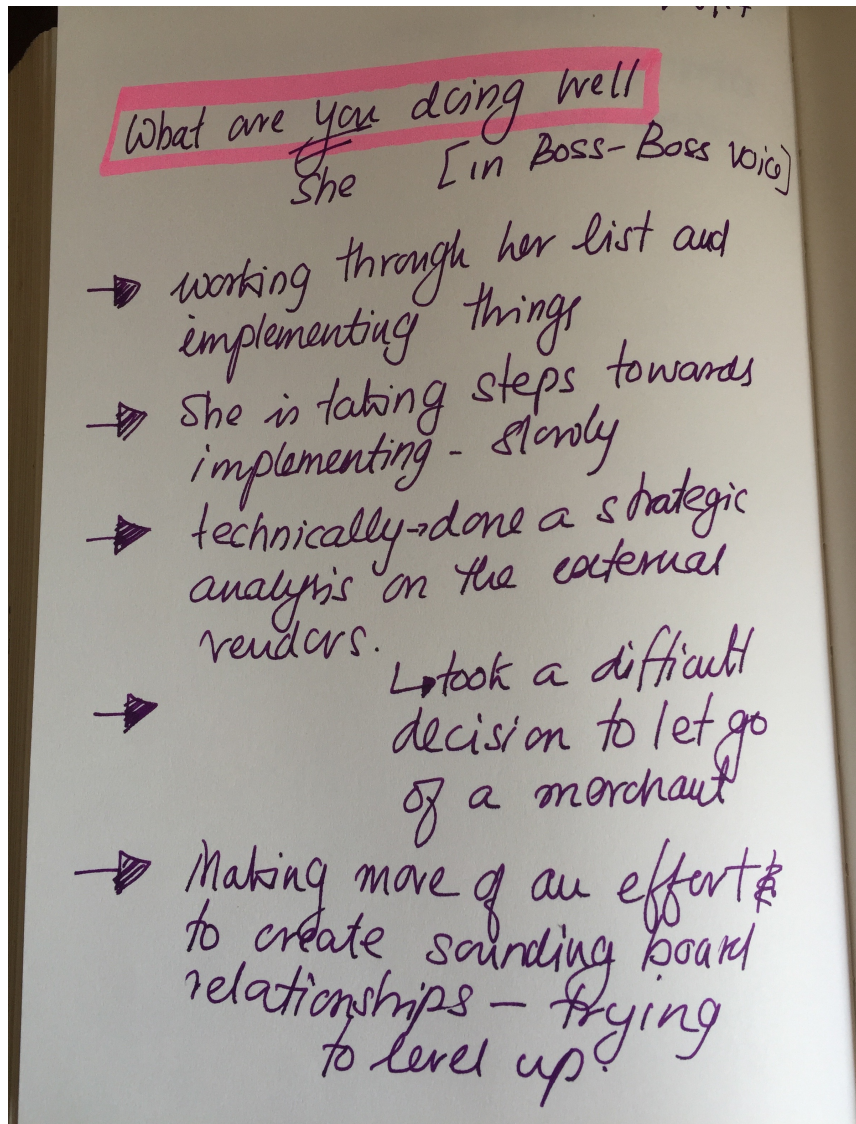 What are you doing well
She [in Boss-Boss voice]
→ working through her list and
implementing things
→ She is taking steps towards
implementing - slowly
→ technically → done a strategic
analysis on the external
vendors.
↳ took a difficult
→ decision to let go
of a merchant
→ Making more of an effort
to create sounding board
relationships - trying
to level up.